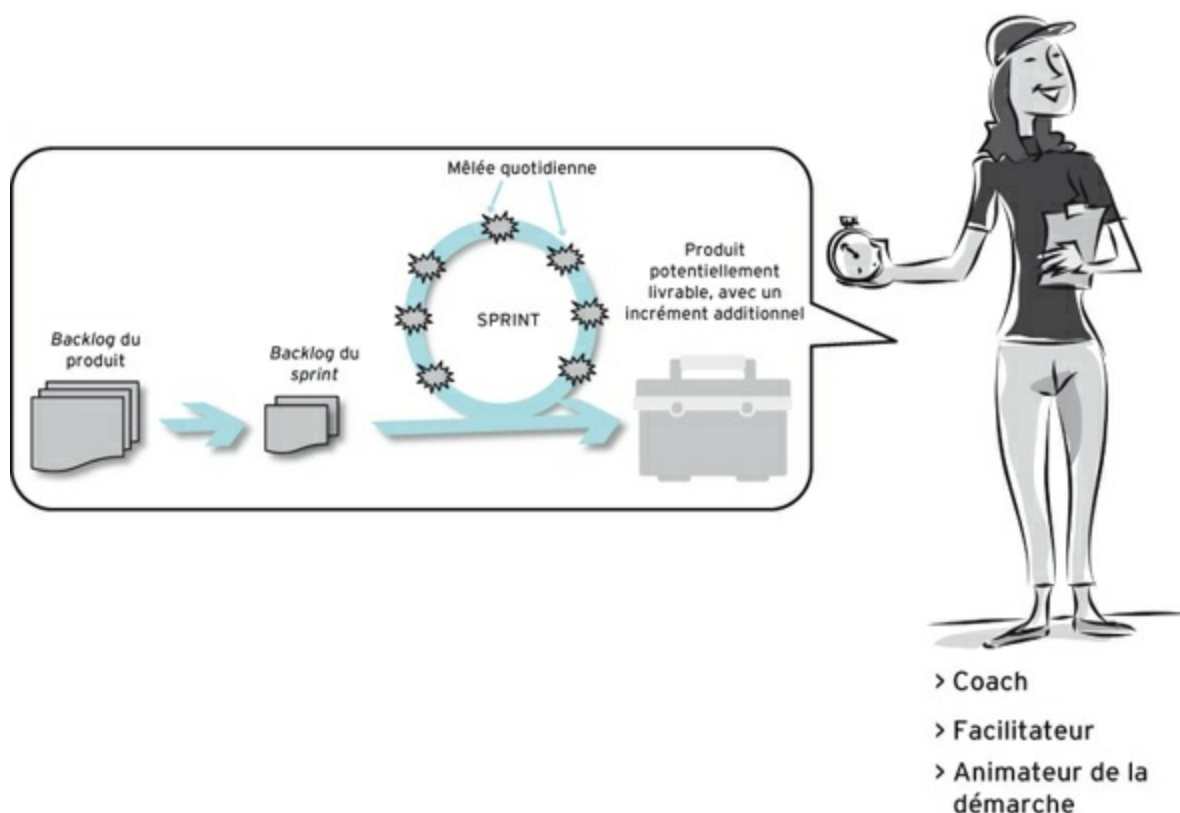 Mêlée quotidienne
Produit
potentiellement
livrable, avec un
incrément additionnel
SPRINT
Backlog du
produit
Backlog du
sprint
> Coach
> Facilitateur
> Animateur de la
démarche